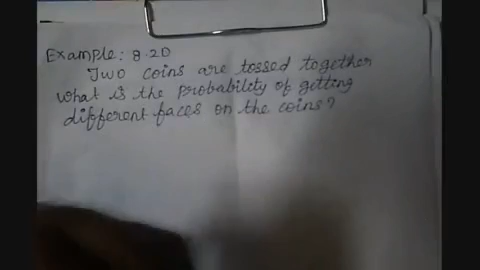 Example: 8.20
Two coins are tossed together
what is the probability of getting
different faces on the coins?